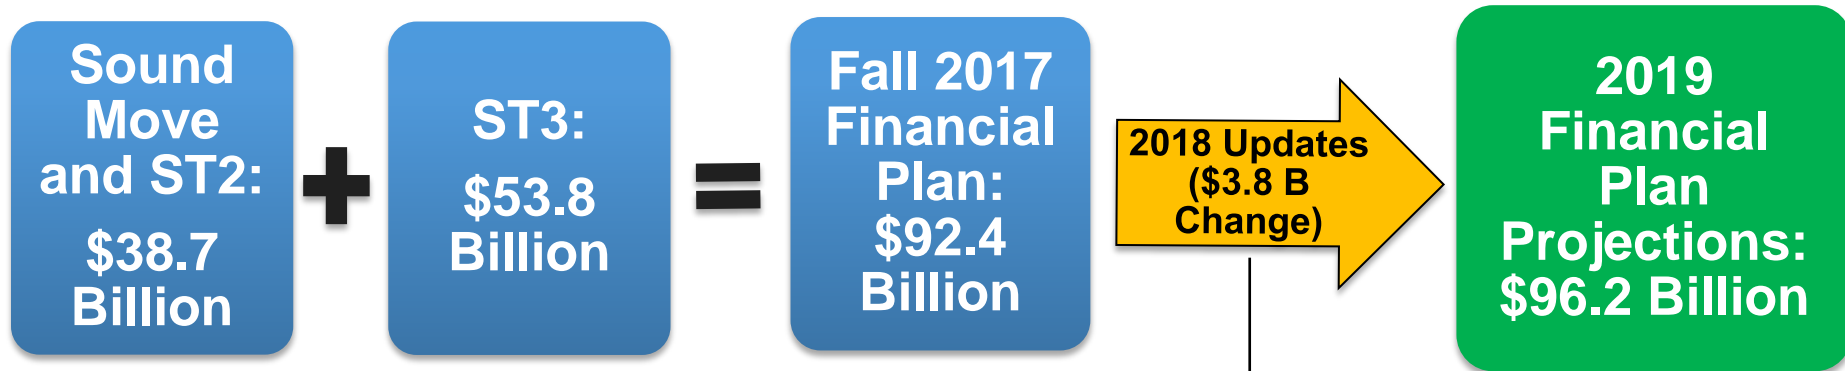 Sound
Move
and ST2:
$38.7
Billion
ST3:
$53.8
Billion
Fall 2017
Financial
Plan:
$92.4
Billion
2018 Updates
($3.8 B
Change)
2019
Financial
Plan
Projections:
$96.2 Billion